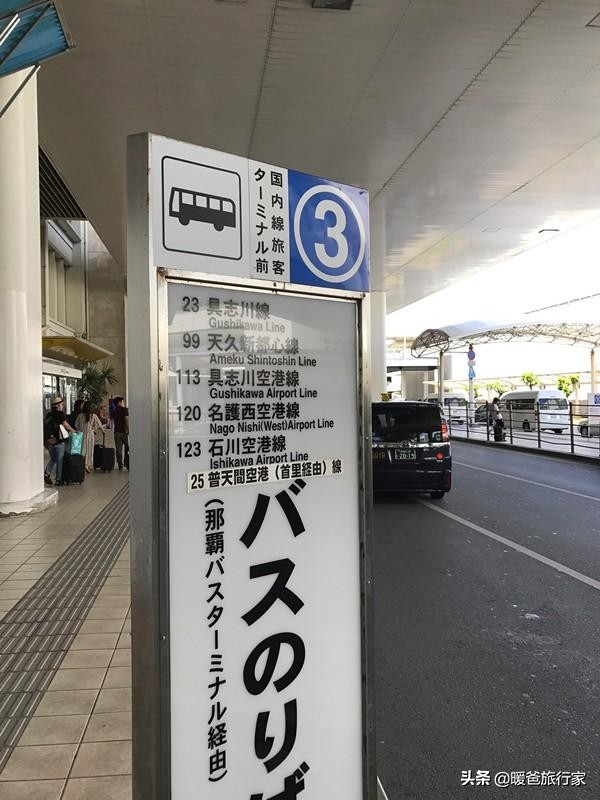 国内線旅客
ターミナル前
3
23 具志川線
Gushikawa Line
99 天久新都心線
Ameku Shintoshin Line
113 具志川空港線
Gushikawa Airport Line
120 名護西空港線
Nago Nishi(West)Airport Line
123 石川空港線
Ishikawa Airport Line
25 普天間空港（首里経由）線
バスのりば
（那覇バスターミナル経由）
20-19
头条 @暖爸旅行家